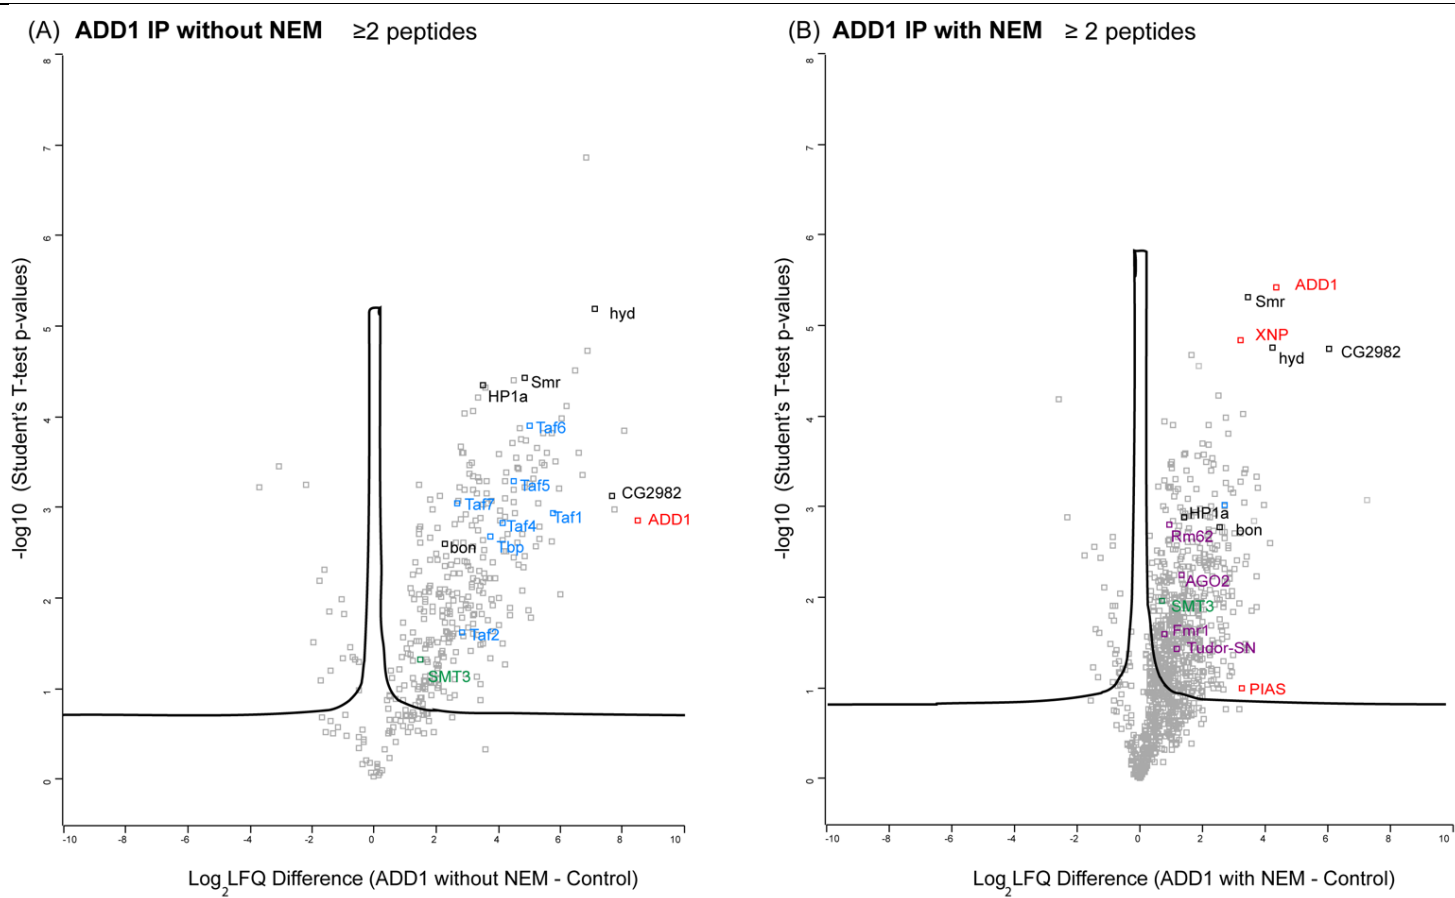 (A) ADD1 IP without NEM ≥2 peptides
8
7
6
5
4
3
2
1
0
-log10 (Student's T-test p-values)
hyd
Smr
HP1a
Taf6
Taf5
CG2982
Taf7
Taf1
ADD1
Taf4
bon
Tbp
Taf2
SMT3
-10 -8 -6 -4 -2 0 2 4 6 8 10
Log2LFQ Difference (ADD1 without NEM - Control)
(B) ADD1 IP with NEM ≥ 2 peptides
8
7
6
5
4
3
2
1
0
-log10 (Student's T-test p-values)
ADD1
Smr
XNP
hyd
CG2982
HP1a
bon
Rm62
AGO2
SMT3
Fmr1
Tudor-SN
PIAS
-10 -8 -6 -4 -2 0 2 4 6 8 10
Log2LFQ Difference (ADD1 with NEM - Control)